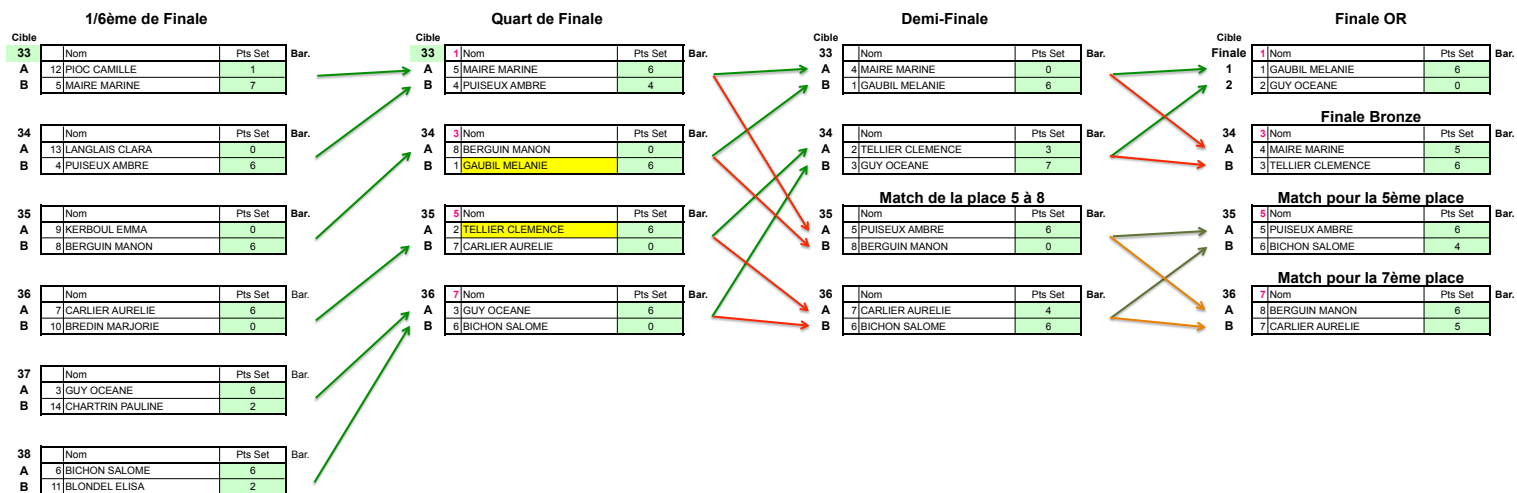 1/6ème de Finale
Cible
33 Nom Pts Set Bar.
A 12 PIOC CAMILLE 1
B 5 MAIRE MARINE 7
34 Nom Pts Set Bar.
A 13 LANGLAIS CLARA 0
B 4 PUISEUX AMBRE 6
35 Nom Pts Set Bar.
A 9 KERBOUL EMMA 0
B 8 BERGUIN MANON 6
36 Nom Pts Set Bar.
A 7 CARLIER AURELIE 6
B 10 BREDIN MARJORIE 0
37 Nom Pts Set Bar.
A 3 GUY OCEANE 6
B 14 CHARTRIN PAULINE 2
38 Nom Pts Set Bar.
A 6 BICHON SALOME 6
B 11 BLONDEL ELISA 2
Quart de Finale
Cible
33 1 Nom Pts Set Bar.
A 5 MAIRE MARINE 6
B 4 PUISEUX AMBRE 4
34 3 Nom Pts Set Bar.
A 8 BERGUIN MANON 0
B 1 GAUBIL MELANIE 6
35 5 Nom Pts Set Bar.
A 2 TELLIER CLEMENCE 6
B 7 CARLIER AURELIE 0
36 7 Nom Pts Set Bar.
A 3 GUY OCEANE 6
B 6 BICHON SALOME 0
Demi-Finale
Cible
33 Nom Pts Set Bar.
A 4 MAIRE MARINE 0
B 1 GAUBIL MELANIE 6
34 Nom Pts Set Bar.
A 2 TELLIER CLEMENCE 3
B 3 GUY OCEANE 7
Match de la place 5 à 8
35 Nom Pts Set Bar.
A 5 PUISEUX AMBRE 6
B 8 BERGUIN MANON 0
36 Nom Pts Set Bar.
A 7 CARLIER AURELIE 4
B 6 BICHON SALOME 6
Finale OR
Cible
Finale 1 Nom Pts Set Bar.
1 1 GAUBIL MELANIE 6
2 2 GUY OCEANE 0
Finale Bronze
34 3 Nom Pts Set Bar.
A 4 MAIRE MARINE 5
B 3 TELLIER CLEMENCE 6
Match pour la 5ème place
35 5 Nom Pts Set Bar.
A 5 PUISEUX AMBRE 6
B 6 BICHON SALOME 4
Match pour la 7ème place
36 7 Nom Pts Set Bar.
A 8 BERGUIN MANON 6
B 7 CARLIER AURELIE 5